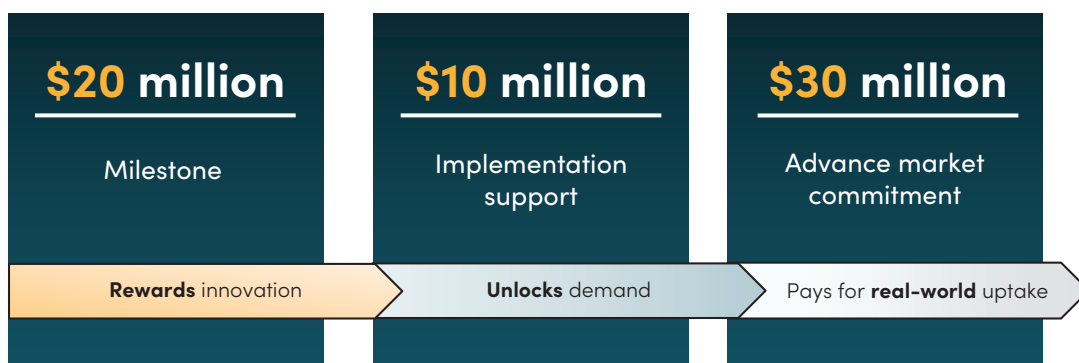 $20 million
Milestone
Rewards innovation
$10 million
Implementation
support
Unlocks demand
$30 million
Advance market
commitment
Pays for real-world uptake